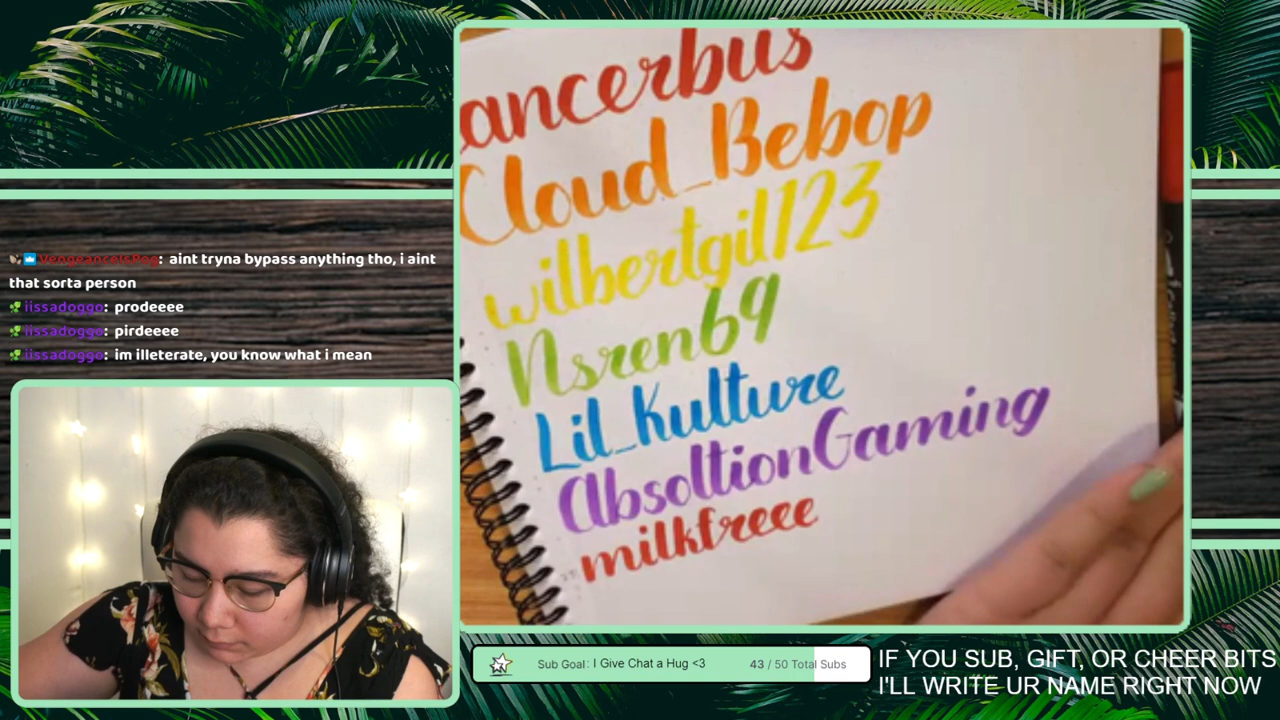 ancerbus
Cloud_Bebop
wilbertgil123
Nsren69
Lil_Kulture
AbsoltionGaming
milkfreee
VengeanceIsPog: aint tryna bypass anything tho, i aint
that sorta person
iissadoggo: prodeeee
iissadoggo: pirdeeee
iissadoggo: im illeterate, you know what i mean
Sub Goal: I Give Chat a Hug <3 43 / 50 Total Subs
IF YOU SUB, GIFT, OR CHEER BITS
I'LL WRITE UR NAME RIGHT NOW